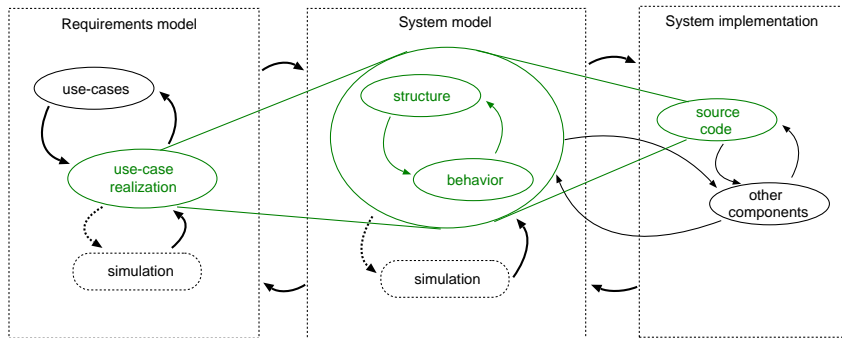 Requirements model
System model
System implementation
use-cases
structure
source
code
use-case
realization
behavior
other
components
simulation
simulation